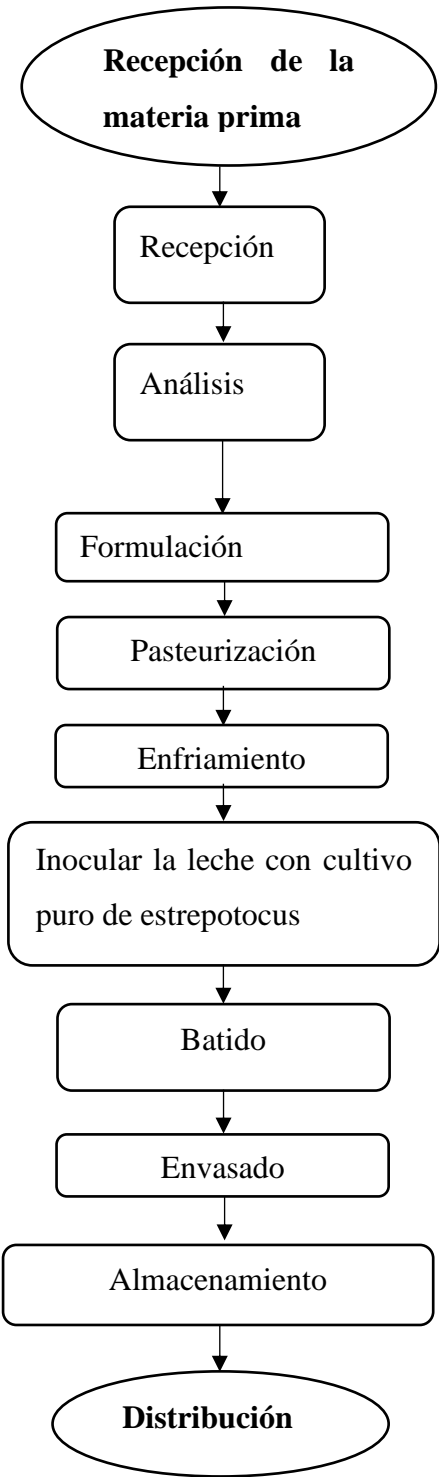 Recepción de la
materia prima
Recepción
Análisis
Formulación
Pasteurización
Enfriamiento
Inocular la leche con cultivo
puro de estrepotocus
Batido
Envasado
Almacenamiento
Distribución